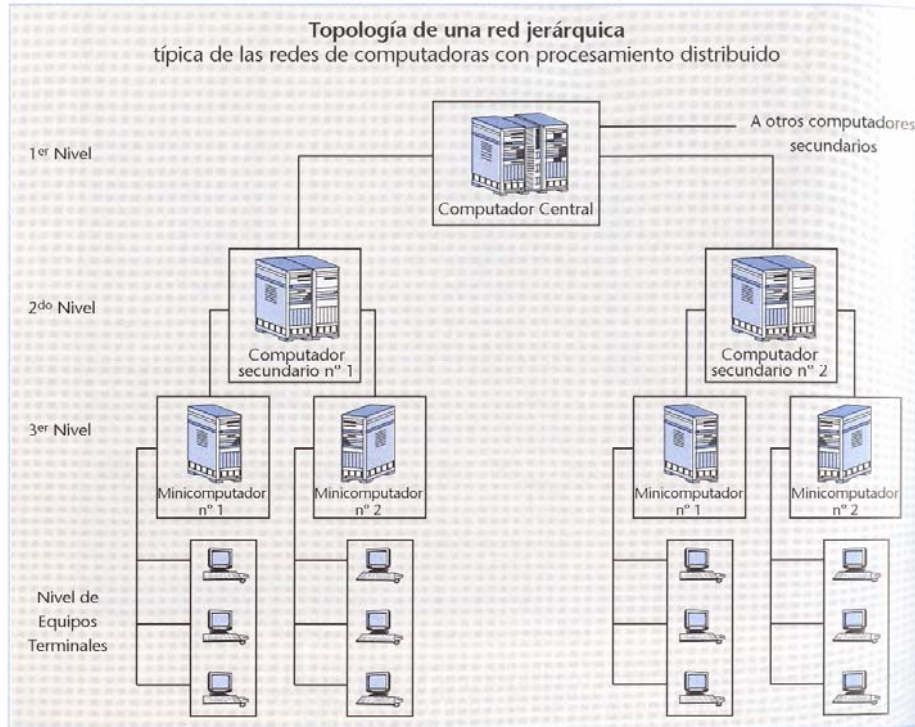 Topología de una red jerárquica
típica de las redes de computadoras con procesamiento distribuido
A otros computadores
secundarios
1er Nivel
Computador Central
2do Nivel
Computador
secundario nº 1
Computador
secundario nº 2
3er Nivel
Minicomputador
nº 1
Minicomputador
nº 2
Minicomputador
nº 1
Minicomputador
nº 2
Nivel de
Equipos
Terminales